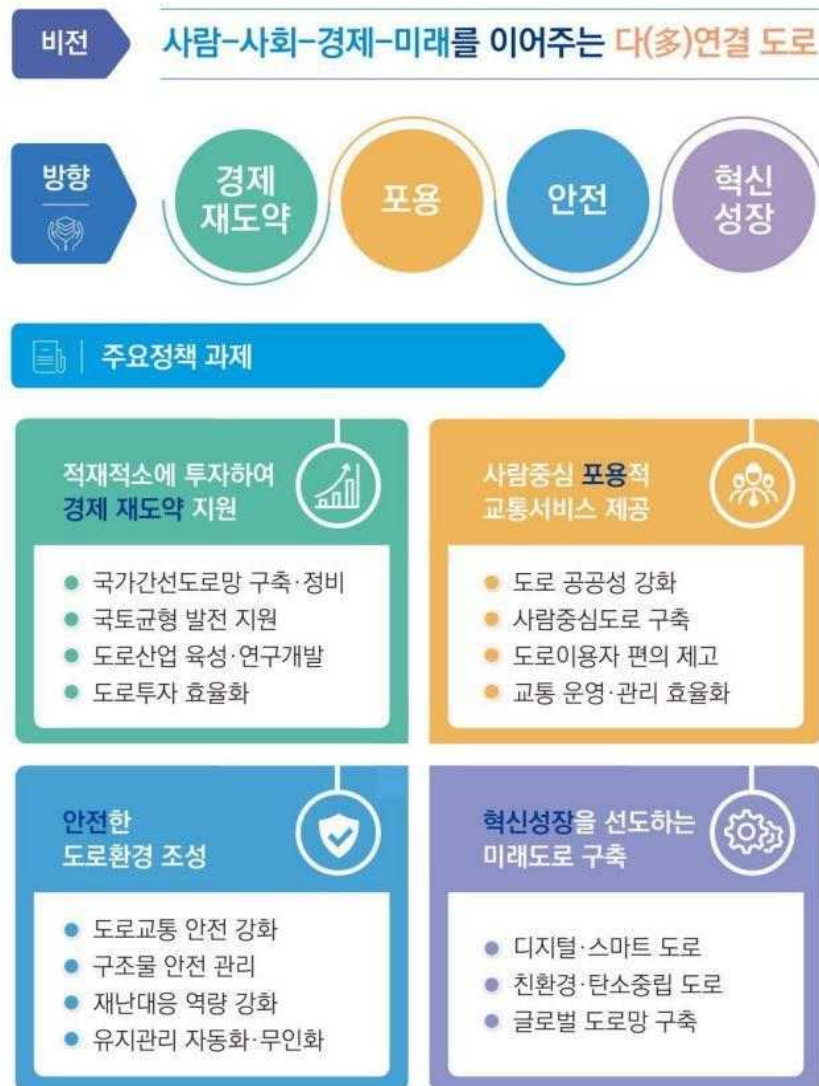 비전
사람-사회-경제-미래를 이어주는 다(多)연결 도로
방향
경제
재도약
포용
안전
혁신
성장
주요정책 과제
적재적소에 투자하여
경제 재도약 지원
국가간선도로망 구축·정비
국토균형 발전 지원
도로산업 육성·연구개발
도로투자 효율화
사람중심 포용적
교통서비스 제공
도로 공공성 강화
사람중심도로 구축
도로이용자 편의 제고
교통 운영·관리 효율화
안전한
도로환경 조성
도로교통 안전 강화
구조물 안전 관리
재난대응 역량 강화
유지관리 자동화·무인화
혁신성장을 선도하는
미래도로 구축
디지털·스마트 도로
친환경·탄소중립 도로
글로벌 도로망 구축